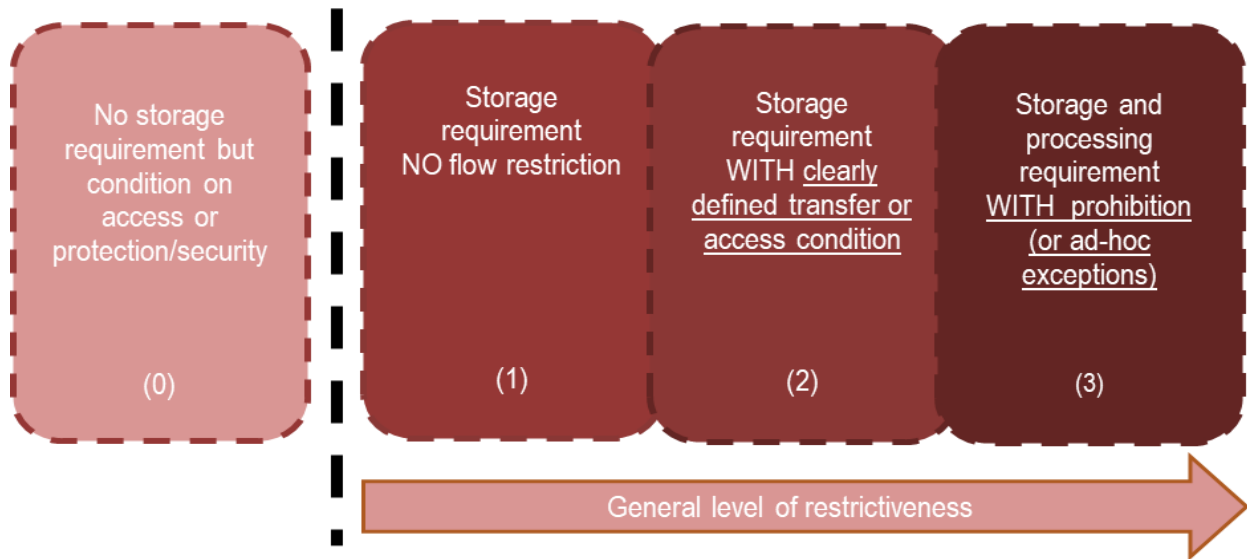 No storage
requirement but
condition on
access or
protection/security
(0)
Storage
requirement
NO flow restriction
(1)
Storage
requirement
WITH clearly
defined transfer or
access condition
(2)
Storage and
processing
requirement
WITH prohibition
(or ad-hoc
exceptions)
(3)
General level of restrictiveness